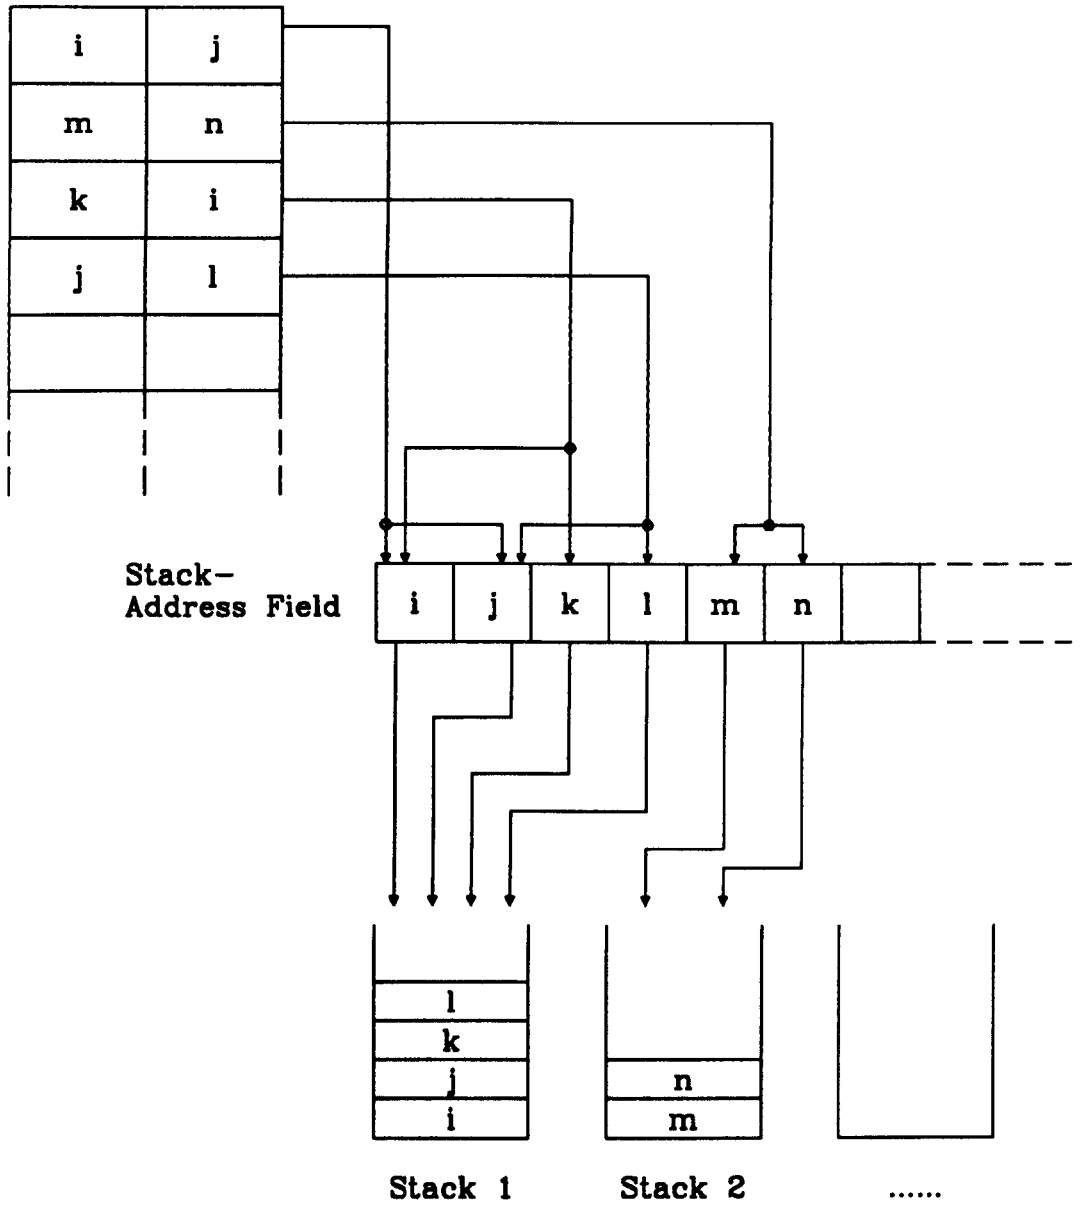 i j
m n
k i
j l
Stack-
Address Field
i j k l m n
l
k
j
i
n
m
Stack 1 Stack 2 ......